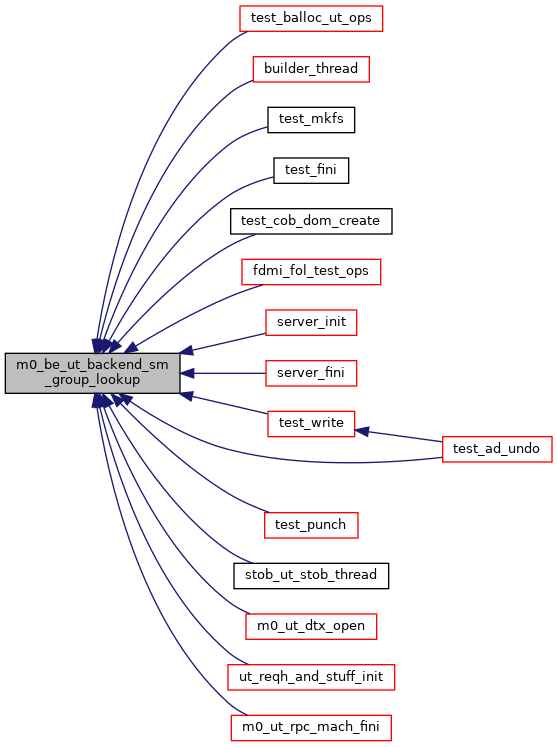 test_balloc_ut_ops
builder_thread
test_mkfs
test_fini
test_cob_dom_create
fdmi_fol_test_ops
server_init
m0_be_ut_backend_sm
_group_lookup
server_fini
test_write
test_ad_undo
test_punch
stob_ut_stob_thread
m0_ut_dtx_open
ut_reqh_and_stuff_init
m0_ut_rpc_mach_fini